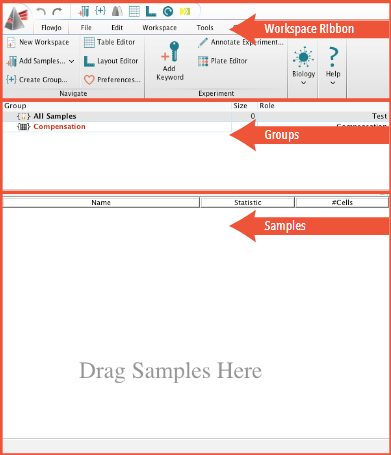 Workspace Ribbon
FlowJo File Edit Workspace Tools
New Workspace Table Editor Annotate Experiment...
Add Samples... Layout Editor Add Keyword Plate Editor Biology Help
Create Group... Preferences...
Navigate Experiment
Group Size Role
All Samples 0 Test
Compensation
Groups
Name Statistic #Cells
Samples
Drag Samples Here